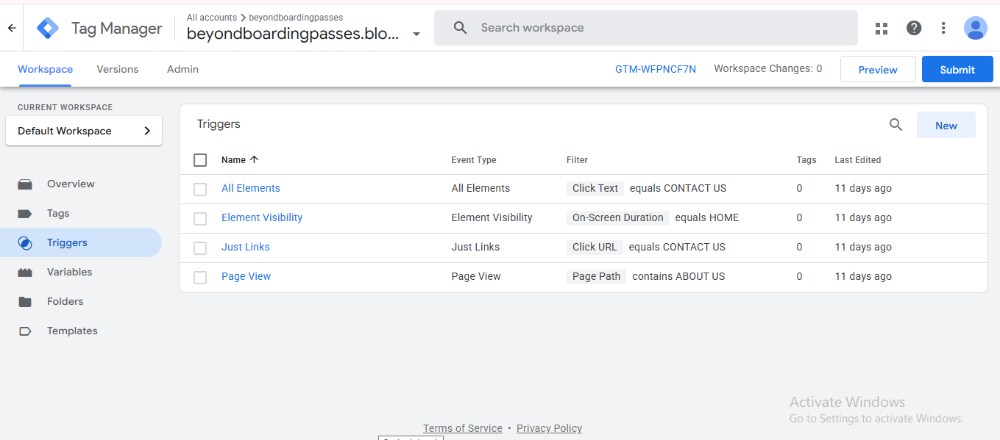 All accounts > beyondboardingpasses
Tag Manager
beyondboardingpasses.blo...
Search workspace
Workspace Versions Admin
GTM-WFPNCF7N Workspace Changes: 0 Preview Submit
CURRENT WORKSPACE
Default Workspace
Overview
Tags
Triggers
Variables
Folders
Templates
Triggers
New
Name Event Type Filter Tags Last Edited
All Elements All Elements Click Text equals CONTACT US 0 11 days ago
Element Visibility Element Visibility On-Screen Duration equals HOME 0 11 days ago
Just Links Just Links Click URL equals CONTACT US 0 11 days ago
Page View Page View Page Path contains ABOUT US 0 11 days ago
Activate Windows
Go to Settings to activate Windows.
Terms of Service • Privacy Policy